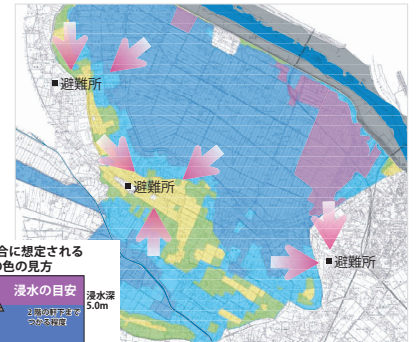 避難所
避難所
避難所
合に想定される
の色の見方
浸水の目安
浸水深
5.0m
2階の軒下まで
つかる程度